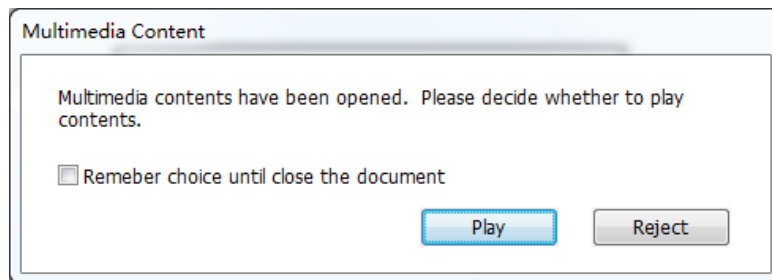 Multimedia Content
Multimedia contents have been opened.  Please decide whether to play
contents.
Remeber choice until close the document
Play
Reject